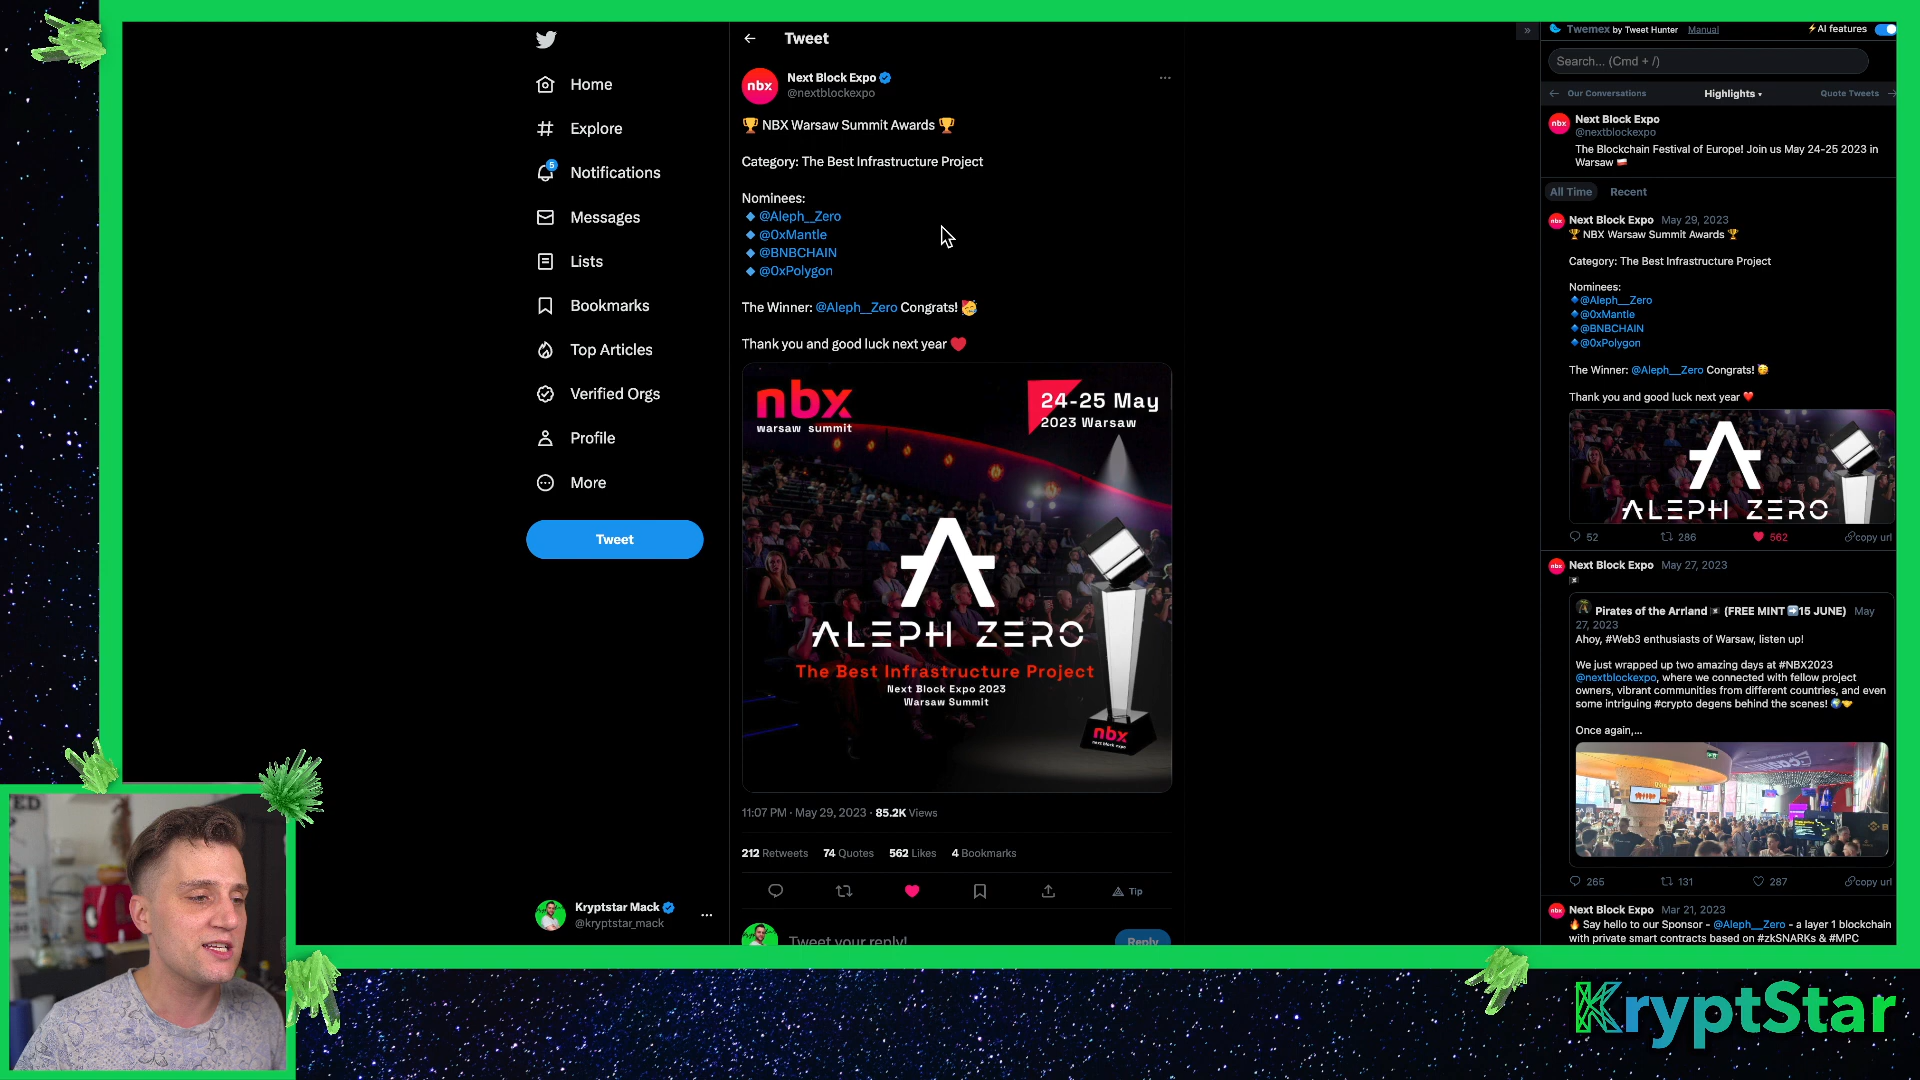 Home
Explore
5
Notifications
Messages
Lists
Bookmarks
Top Articles
Verified Orgs
Profile
More
Tweet
Kryptstar Mack
@kryptstar_mack
Tweet
nbx
Next Block Expo
@nextblockexpo
🏆 NBX Warsaw Summit Awards 🏆
Category: The Best Infrastructure Project
Nominees:
🔹@Aleph__Zero
🔹@0xMantle
🔹@BNBCHAIN
🔹@0xPolygon
The Winner: @Aleph__Zero Congrats! 🥳
Thank you and good luck next year ❤️
nbx
warsaw summit
24-25 May
2023 Warsaw
ALEPH ZERO
The Best Infrastructure Project
Next Block Expo 2023
Warsaw Summit
nbx
next block expo
11:07 PM · May 29, 2023 · 85.2K Views
212 Retweets 74 Quotes 562 Likes 4 Bookmarks
Tip
Tweet your reply!
Reply
Twemex by Tweet Hunter Manual ⚡AI features
Search... (Cmd + /)
← Our Conversations Highlights ▾ Quote Tweets →
nbx
Next Block Expo
@nextblockexpo
The Blockchain Festival of Europe! Join us May 24-25 2023 in
Warsaw 🇵🇱
All Time Recent
nbx
Next Block Expo May 29, 2023
🏆 NBX Warsaw Summit Awards 🏆
Category: The Best Infrastructure Project
Nominees:
🔹@Aleph__Zero
🔹@0xMantle
🔹@BNBCHAIN
🔹@0xPolygon
The Winner: @Aleph__Zero Congrats! 🥳
Thank you and good luck next year ❤️
ALEPH ZERO
52 286 562 copy url
nbx
Next Block Expo May 27, 2023
🏴‍☠️
Pirates of the Arrland 🏴‍☠️ (FREE MINT ➡️15 JUNE) May
27, 2023
Ahoy, #Web3 enthusiasts of Warsaw, listen up!
We just wrapped up two amazing days at #NBX2023
@nextblockexpo, where we connected with fellow project
owners, vibrant communities from different countries, and even
some intriguing #crypto degens behind the scenes! 🌍🤝
Once again,...
265 131 287 copy url
nbx
Next Block Expo Mar 21, 2023
🔥 Say hello to our Sponsor - @Aleph__Zero - a layer 1 blockchain
with private smart contracts based on #zkSNARKs & #MPC
KryptStar